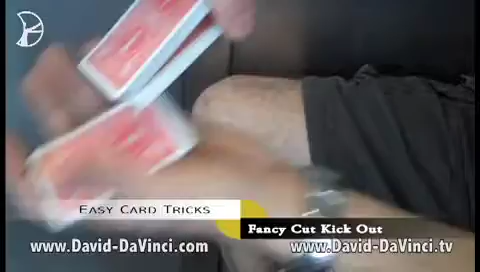 Easy Card Tricks
Fancy Cut Kick Out
www.David-DaVinci.com
www.David-DaVinci.tv